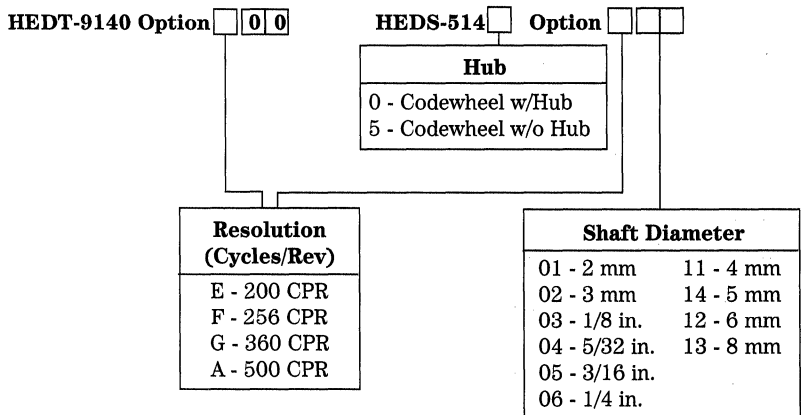 HEDT-9140 Option 0 0 HEDS-514 Option
Hub
0 - Codewheel w/Hub
5 - Codewheel w/o Hub
Resolution
(Cycles/Rev)
E - 200 CPR
F - 256 CPR
G - 360 CPR
A - 500 CPR
Shaft Diameter
01 - 2 mm 11 - 4 mm
02 - 3 mm 14 - 5 mm
03 - 1/8 in. 12 - 6 mm
04 - 5/32 in. 13 - 8 mm
05 - 3/16 in.
06 - 1/4 in.